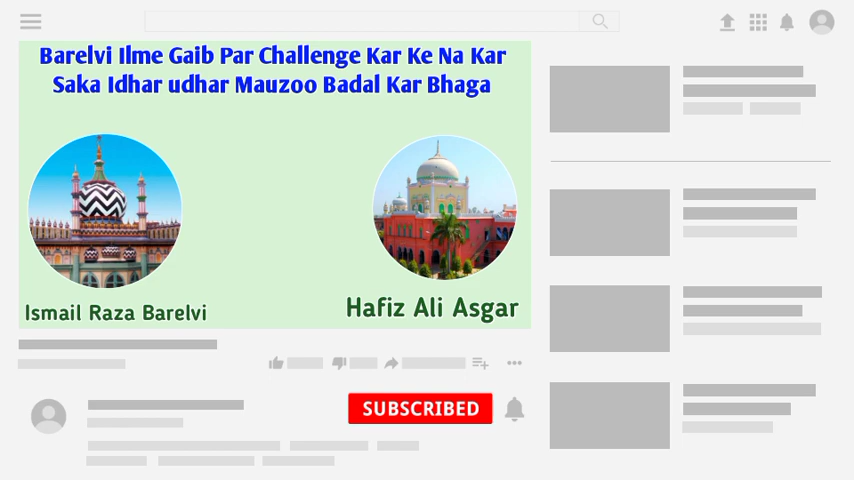 Barelvi Ilme Gaib Par Challenge Kar Ke Na Kar
Saka Idhar udhar Mauzoo Badal Kar Bhaga
Ismail Raza Barelvi
Hafiz Ali Asgar
SUBSCRIBED